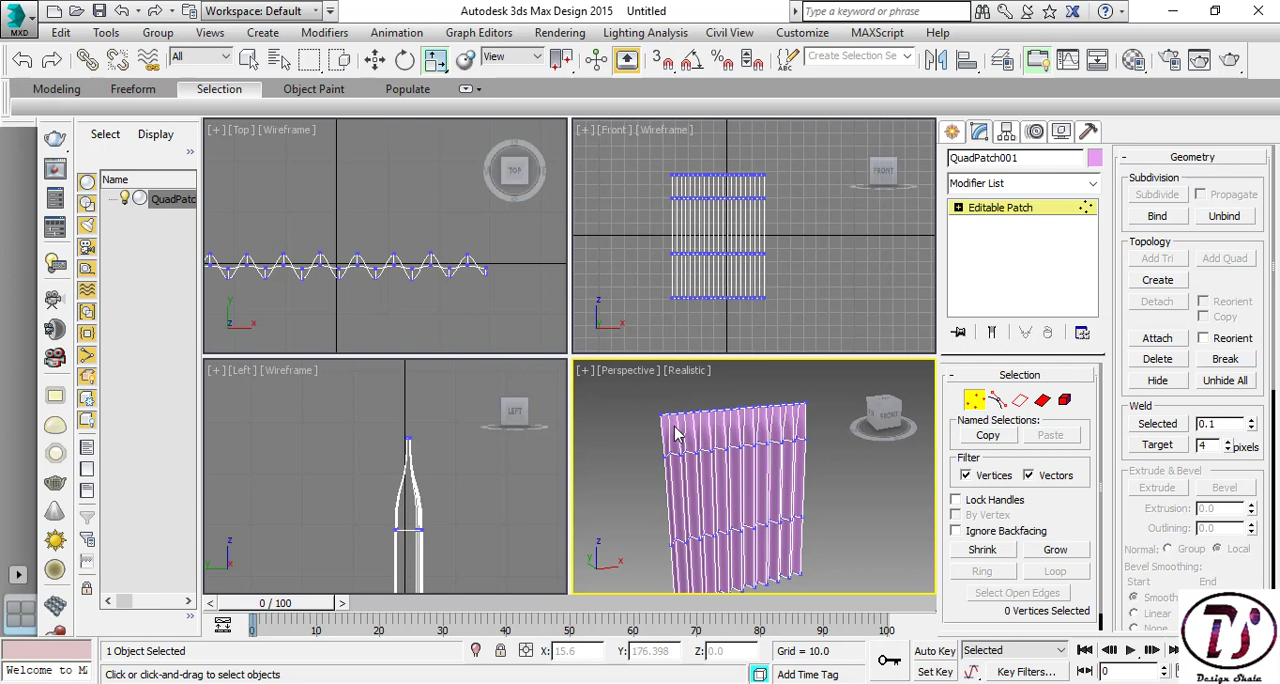 MXD
Workspace: Default
Autodesk 3ds Max Design 2015 Untitled
Type a keyword or phrase
Edit Tools Group Views Create Modifiers Animation Graph Editors Rendering Lighting Analysis Civil View Customize MAXScript Help
All View Create Selection Se
Modeling Freeform Selection Object Paint Populate
Select Display
»
Name
QuadPatc
[+] [Top] [Wireframe]
TOP
[+] [Front] [Wireframe]
FRONT
[+] [Left] [Wireframe]
LEFT
[+] [Perspective] [Realistic]
FRONT
QuadPatch001
Modifier List
Editable Patch
Selection
Named Selections:
Copy Paste
Filter
Vertices Vectors
Lock Handles
By Vertex
Ignore Backfacing
Shrink Grow
Ring Loop
Select Open Edges
0 Vertices Selected
Geometry
Subdivision
Subdivide Propagate
Bind Unbind
Topology
Add Tri Add Quad
Create
Detach Reorient
Copy
Attach Reorient
Delete Break
Hide Unhide All
Weld
Selected 0.1
Target 4 pixels
Extrude & Bevel
Extrude Bevel
Extrusion: 0.0
Outlining: 0.0
Normal: Group Local
Bevel Smoothing:
Start End
Smooth
Linear
None
0 / 100
0 10 20 30 40 50 60 70 80 90 100
1 Object Selected X: 15.6 Y: 176.398 Z: 0.0 Grid = 10.0 Auto Key Selected
Welcome to M Click or click-and-drag to select objects Add Time Tag Set Key Key Filters... 0
Design Skate